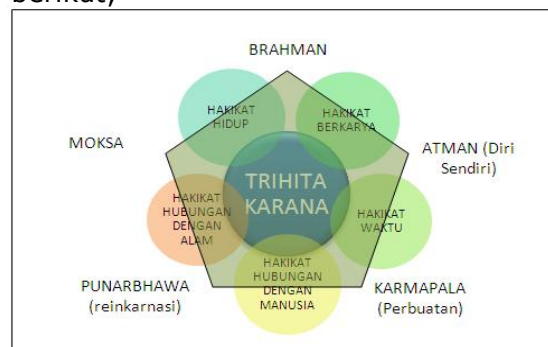 BRAHMAN
HAKIKAT
HIDUP
HAKIKAT
BERKARYA
MOKSA
ATMAN (Diri
Sendiri)
TRIHITA
KARANA
HAKIKAT
HUBUNGAN
DENGAN
ALAM
HAKIKAT
WAKTU
HAKIKAT
HUBUNGAN
DENGAN
MANUSIA
PUNARBHAWA
(reinkarnasi)
KARMAPALA
(Perbuatan)